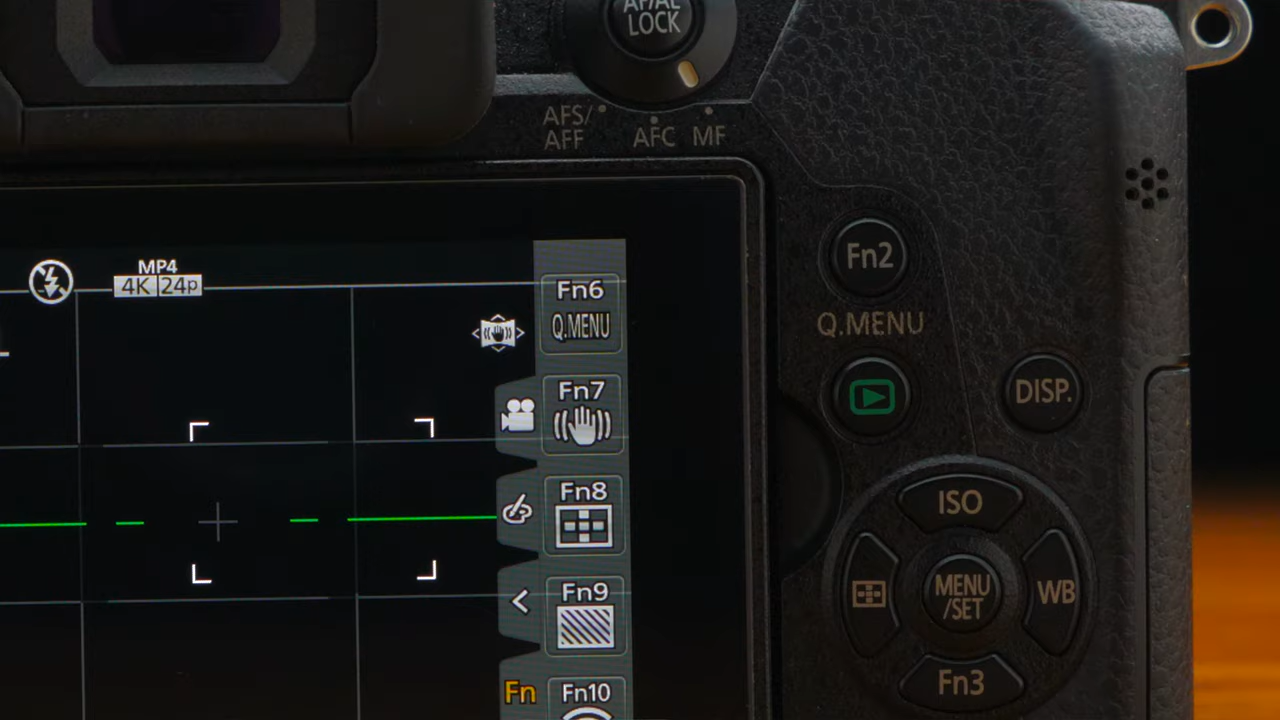 AF/AE
LOCK
AFS/
AFF
AFC
MF
MP4
4K 24p
Fn6
Q.MENU
Fn7
Fn8
Fn9
Fn
Fn10
Fn2
Q.MENU
DISP.
ISO
MENU
/SET
WB
Fn3